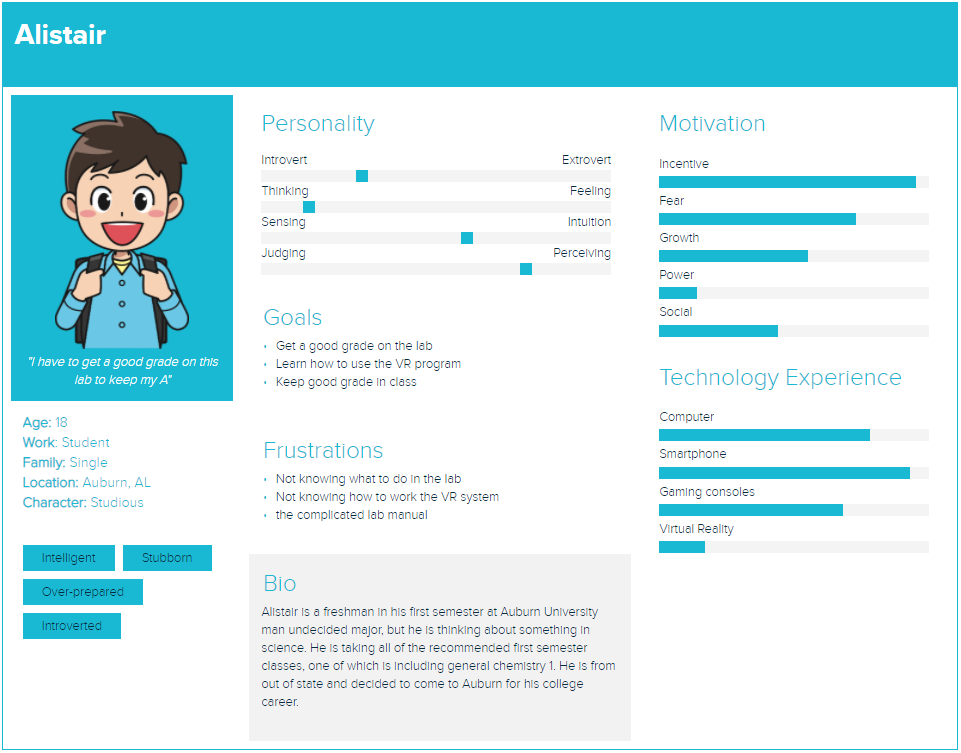 Alistair
"I have to get a good grade on this
lab to keep my A"
Age: 18
Work: Student
Family: Single
Location: Auburn, AL
Character: Studious
Intelligent
Stubborn
Over-prepared
Introverted
Personality
Introvert Extrovert
Thinking Feeling
Sensing Intuition
Judging Perceiving
Goals
Get a good grade on the lab
Learn how to use the VR program
Keep good grade in class
Frustrations
Not knowing what to do in the lab
Not knowing how to work the VR system
the complicated lab manual
Bio
Alistair is a freshman in his first semester at Auburn University
man undecided major, but he is thinking about something in
science. He is taking all of the recommended first semester
classes, one of which is including general chemistry 1. He is from
out of state and decided to come to Auburn for his college
career.
Motivation
Incentive
Fear
Growth
Power
Social
Technology Experience
Computer
Smartphone
Gaming consoles
Virtual Reality